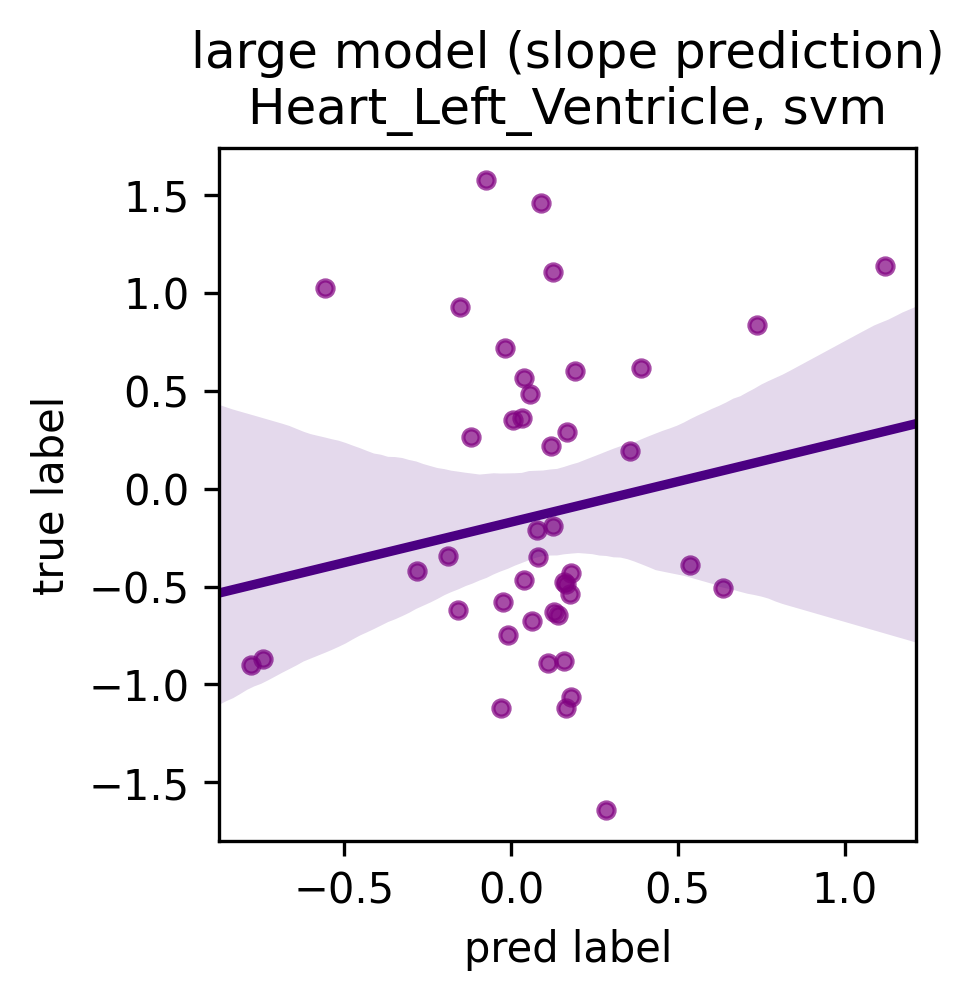 large model (slope prediction)
Heart_Left_Ventricle, svm
1.5
1.0
0.5
0.0
−0.5
−1.0
−1.5
true label
−0.5
0.0
0.5
1.0
pred label